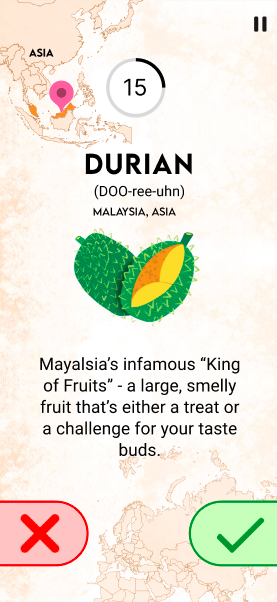 ASIA
15
DURIAN
(DOO-ree-uhn)
MALAYSIA, ASIA
Mayalsia's infamous “King
of Fruits” - a large, smelly
fruit that's either a treat or
a challenge for your taste
buds.